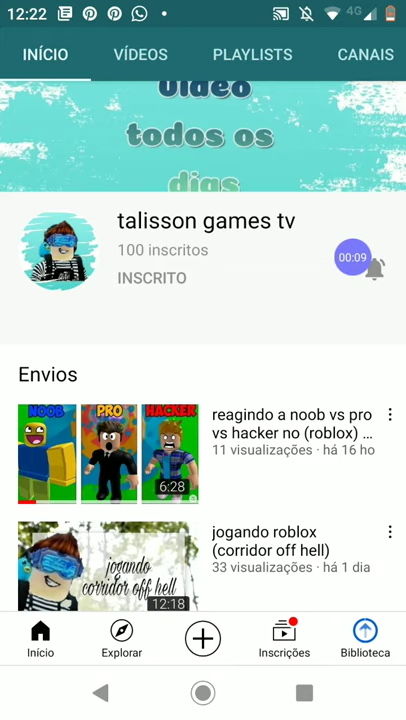 12:22
4G
INÍCIO VÍDEOS PLAYLISTS CANAIS
vídeo
todos os
dias
talisson games tv
100 inscritos
INSCRITO
00:09
Envios
NOOB PRO HACKER
6:28
reagindo a noob vs pro
vs hacker no (roblox) ...
11 visualizações · há 16 ho
jogando
corridor off hell
12:18
jogando roblox
(corridor off hell)
33 visualizações · há 1 dia
Início Explorar Inscrições Biblioteca